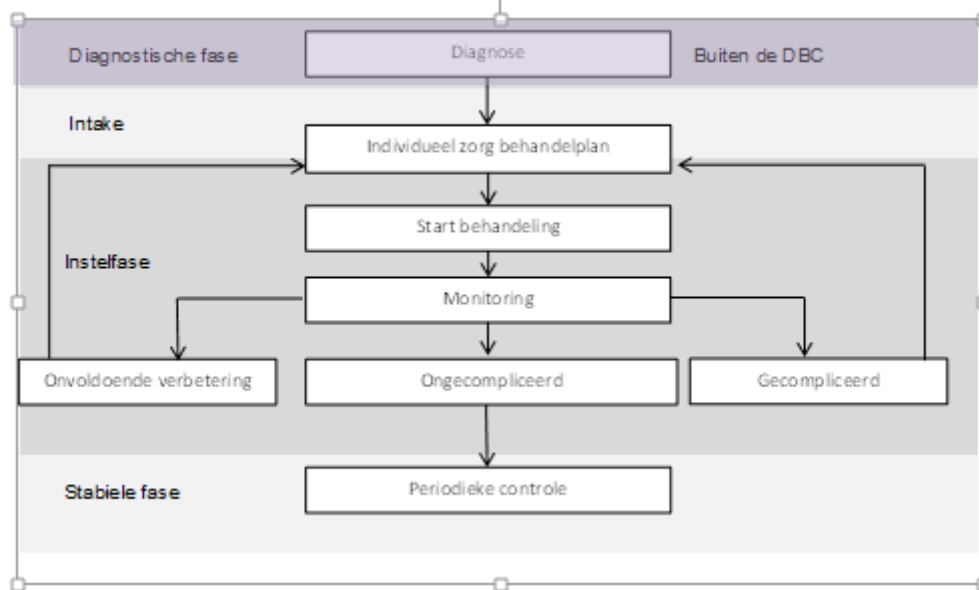 Diagnostische fase
Diagnose
Buiten de DBC
Intake
Individueel zorg behandelplan
Start behandeling
Instelfase
Monitoring
Onvoldoende verbetering
Ongecompliceerd
Gecompliceerd
Stabiele fase
Periodieke controle